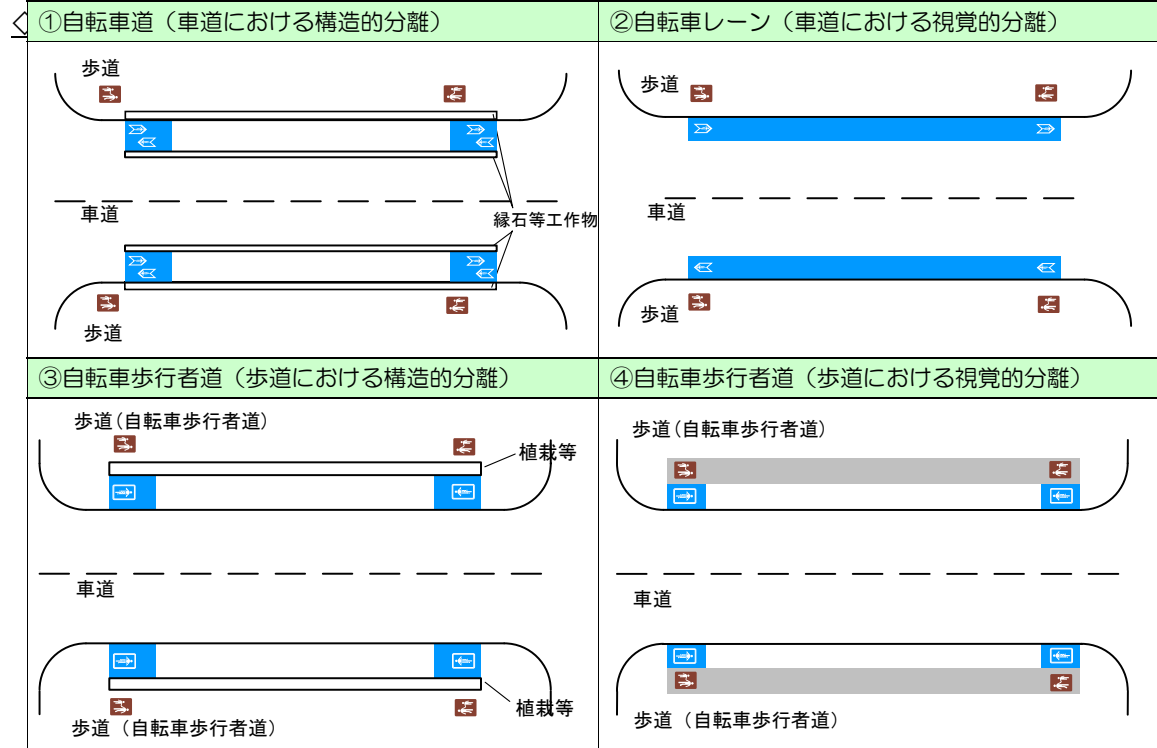 ①自転車道（車道における構造的分離）
歩道
車道
縁石等工作物
歩道
②自転車レーン（車道における視覚的分離）
歩道
車道
歩道
③自転車歩行者道（歩道における構造的分離）
歩道(自転車歩行者道)
植栽等
車道
植栽等
歩道（自転車歩行者道）
④自転車歩行者道（歩道における視覚的分離）
歩道(自転車歩行者道)
車道
歩道（自転車歩行者道）